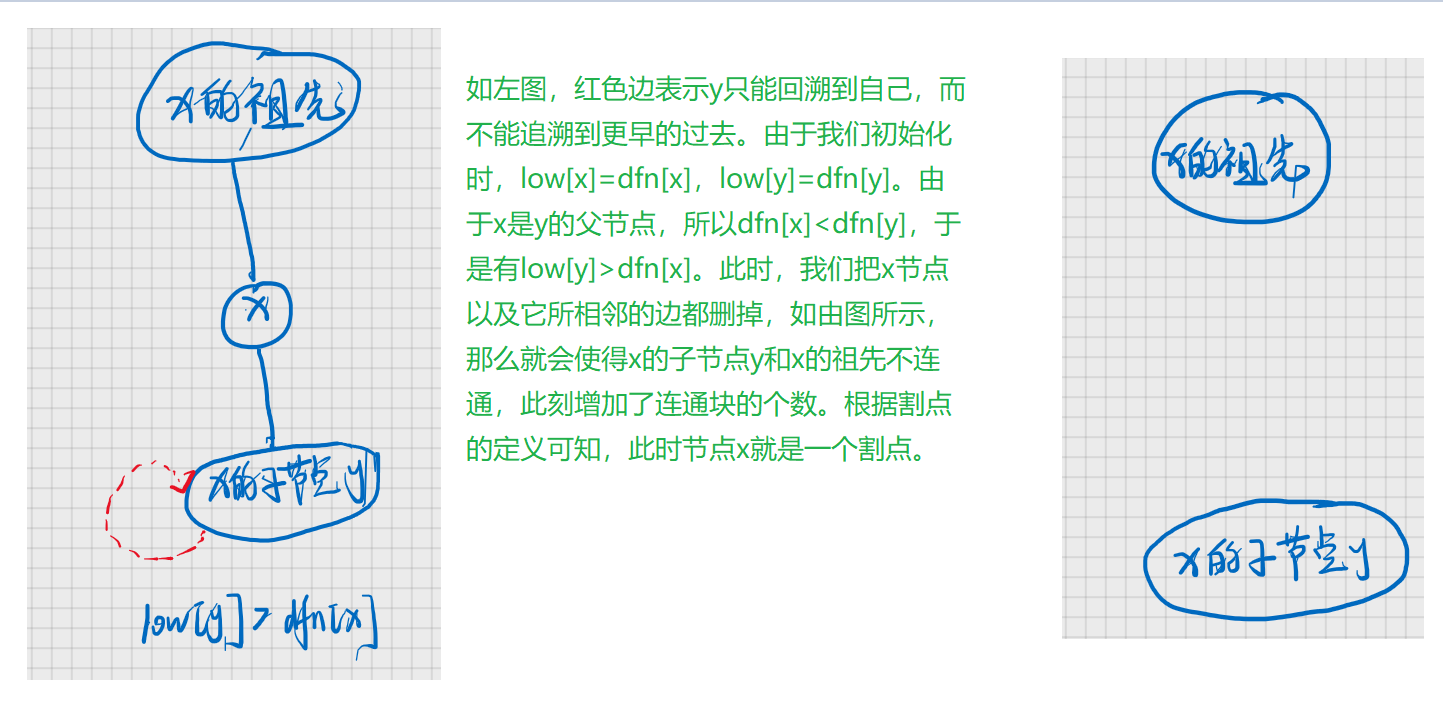 x的祖先
x
x的子节点y
low[y]>dfn[x]
如左图，红色边表示y只能回溯到自己，而
不能追溯到更早的过去。由于我们初始化
时，low[x]=dfn[x]，low[y]=dfn[y]。由
于x是y的父节点，所以dfn[x]<dfn[y]，于
是有low[y]>dfn[x]。此时，我们把x节点
以及它所相邻的边都删掉，如由图所示，
那么就会使得x的子节点y和x的祖先不连
通，此刻增加了连通块的个数。根据割点
的定义可知，此时节点x就是一个割点。
x的祖先
x的子节点y